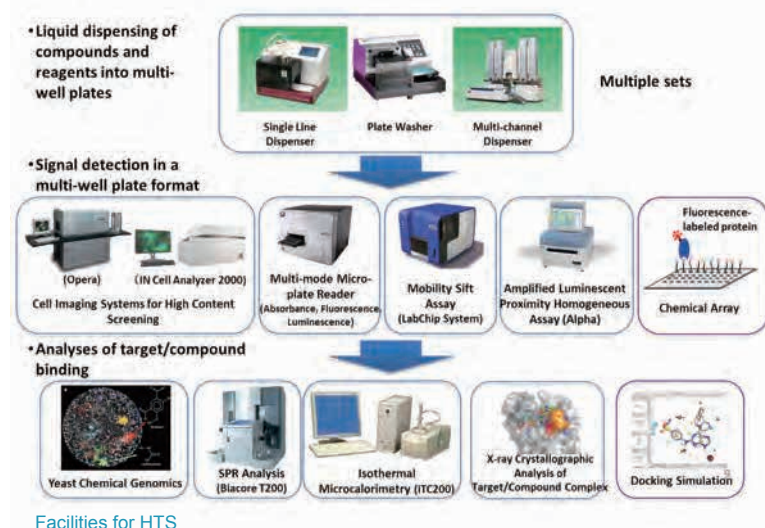 •Liquid dispensing of
compounds and
reagents into multi-
well plates
Single Line
Dispenser
Plate Washer
Multi-channel
Dispenser
Multiple sets
•Signal detection in a
multi-well plate format
(Opera)
(IN Cell Analyzer 2000)
Cell Imaging Systems for High Content
Screening
Multi-mode Micro-
plate Reader
(Absorbance, Fluorescence,
Luminescence)
Mobility Sift
Assay
(LabChip System)
Amplified Luminescent
Proximity Homogeneous
Assay (Alpha)
Fluorescence-
labeled protein
Chemical Array
•Analyses of target/compound
binding
Yeast Chemical Genomics
SPR Analysis
(Biacore T200)
Isothermal
Microcalorimetry (iTC200)
X-ray Crystallographic
Analysis of
Target/Compound Complex
Docking Simulation
Facilities for HTS